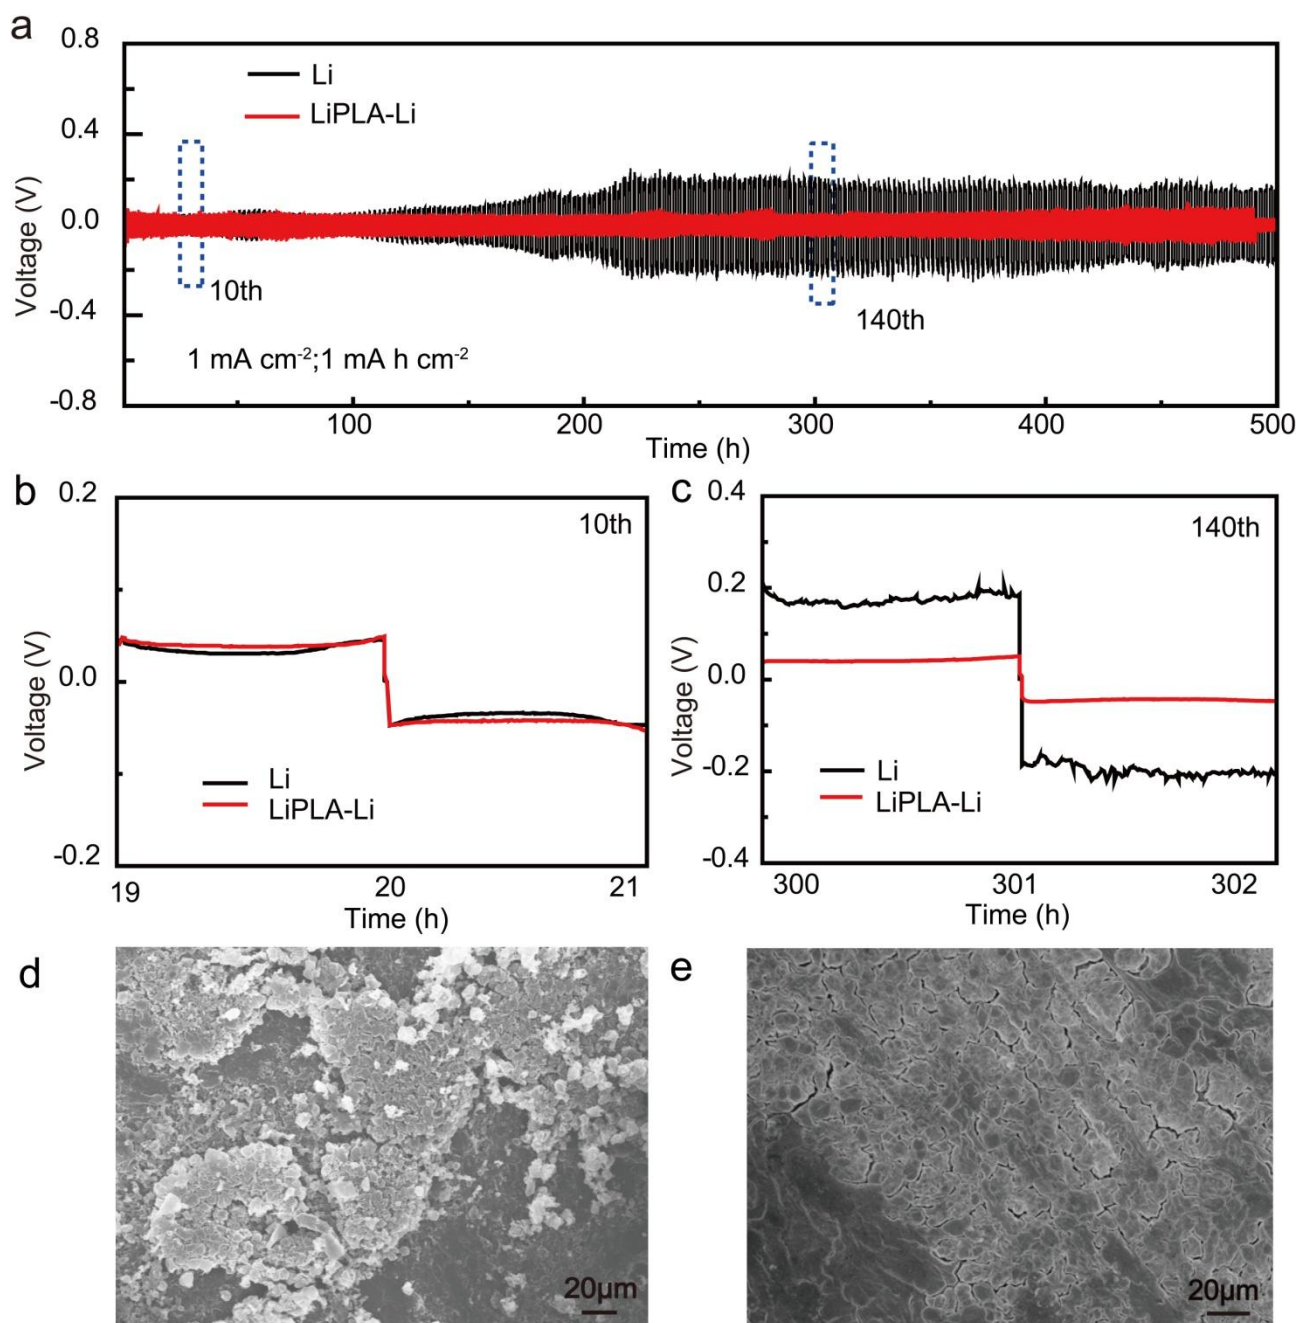 a
0.8
0.4
0.0
-0.4
-0.8
Voltage (V)
Li
LiPLA-Li
10th
140th
1 mA cm⁻²;1 mA h cm⁻²
100
200
300
400
500
Time (h)
b
0.2
0.0
-0.2
Voltage (V)
10th
Li
LiPLA-Li
19
20
21
Time (h)
c
0.4
0.2
0.0
-0.2
-0.4
Voltage (V)
140th
Li
LiPLA-Li
300
301
302
Time (h)
d
20μm
e
20μm